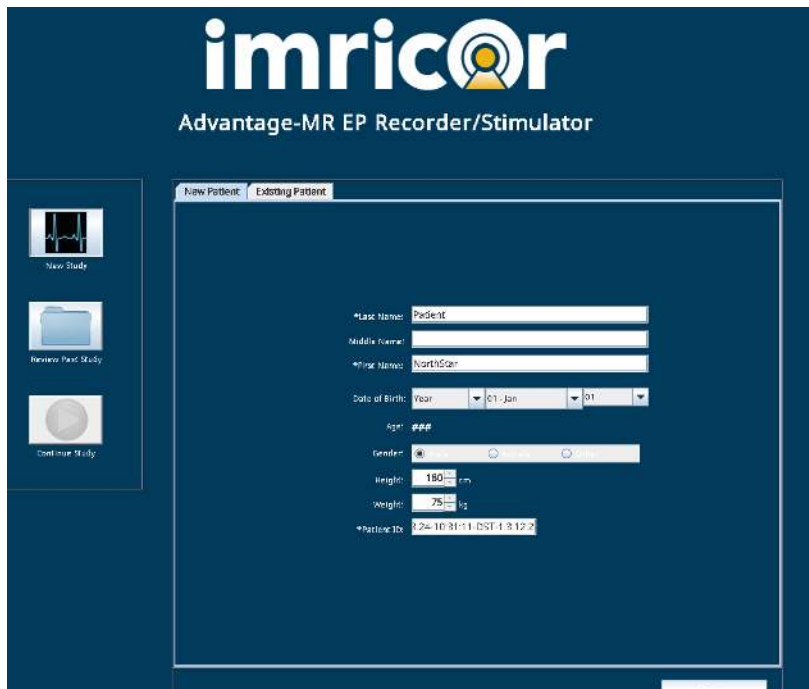 imricor
Advantage-MR EP Recorder/Stimulator
New Patient Existing Patient
New Study
Review Past Study
Continue Study
*Last Name: Patient
Middle Name:
*First Name: NorthStar
Date of Birth: Year 01 - Jan 01
Age: ###
Gender:
Height: 180 cm
Weight: 75 kg
*Patient ID: